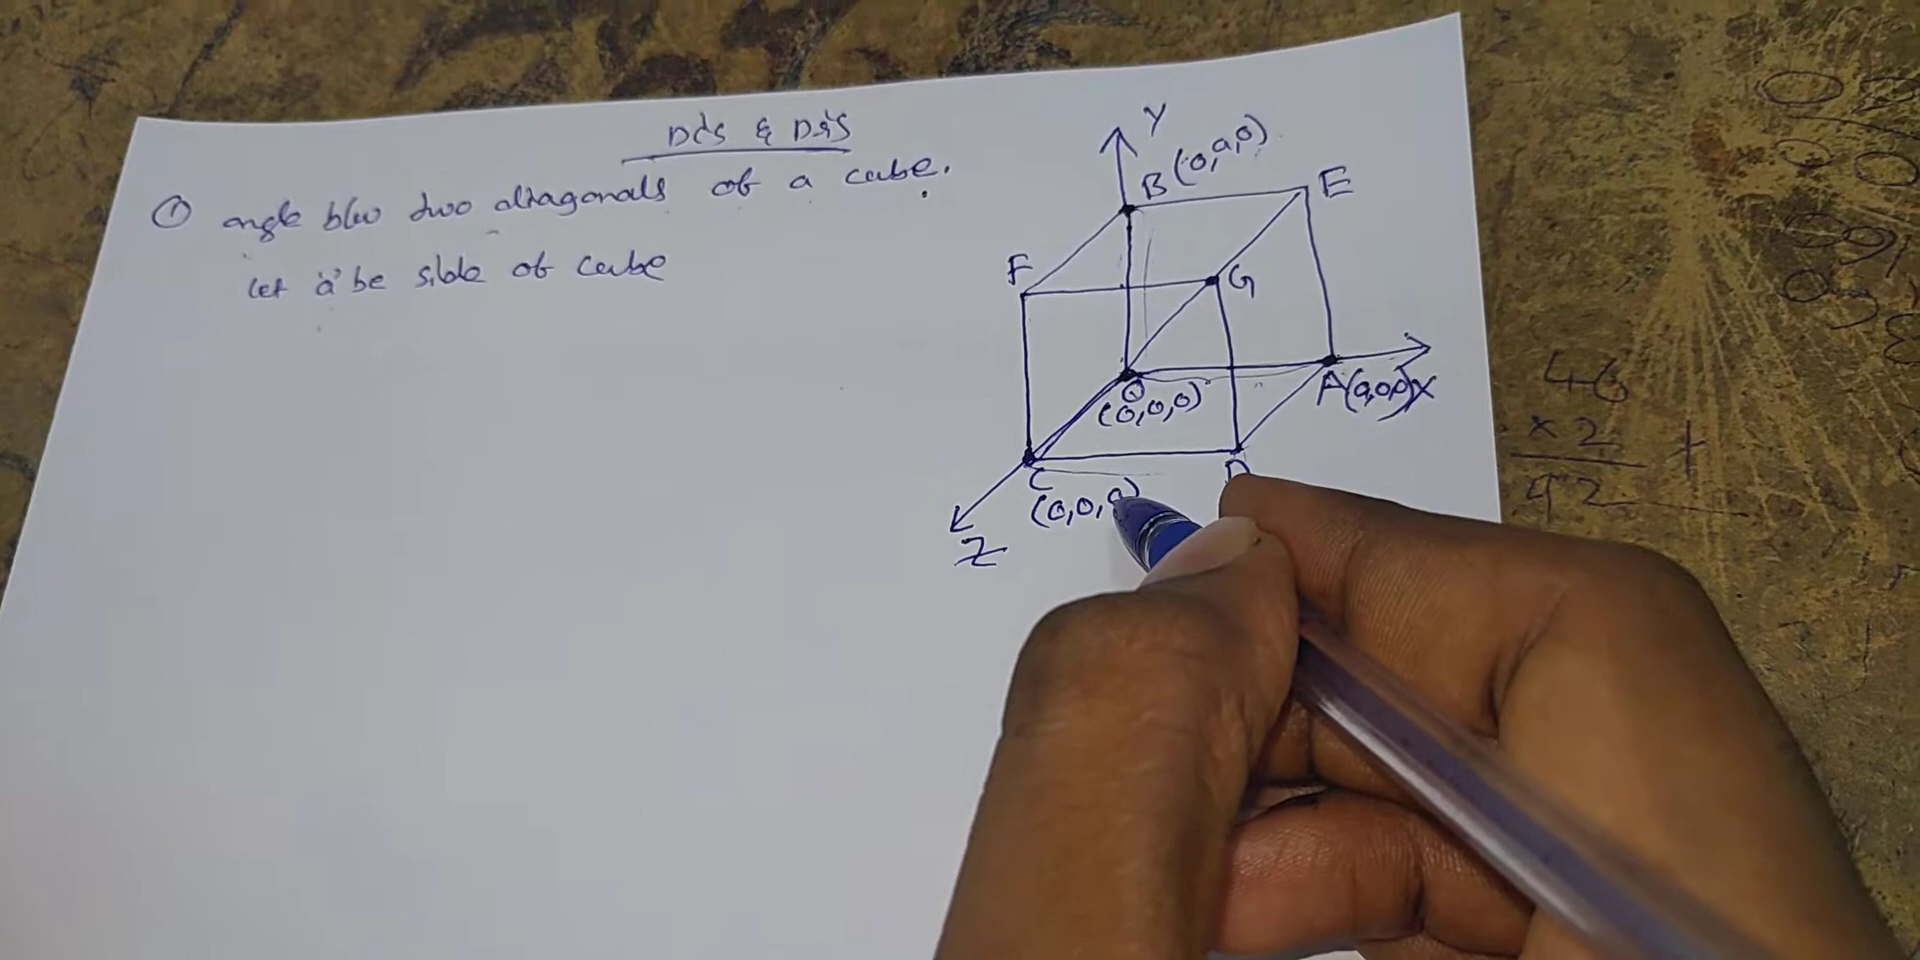 DC's & DR'S
① angle b/w two diagonals of a cube.
let 'a' be side of cube
Y
B (0,a,0)
E
F
G
O
(0,0,0)
A(a,0,0) X
C
(0,0,a)
D
Z
46
× 2
92
+